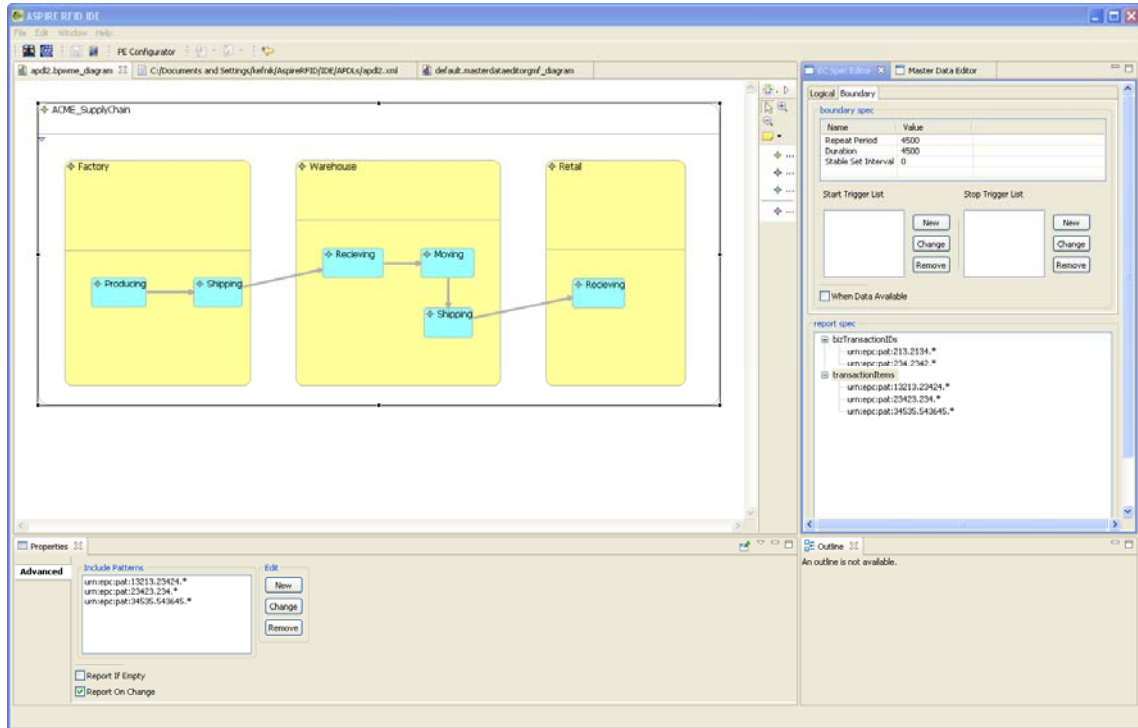 ASPIRE RFID IDE
File Edit Window Help
PE Configurator
apdl2.bpwme_diagram
C:/Documents and Settings/kefnik/AspireRFID/IDE/APDLs/apdl2.xml
default.masterdataeditorgmf_diagram
ACME_SupplyChain
Factory
Warehouse
Retail
Producing
Shipping
Recieving
Moving
Shipping
Recieving
...
...
...
...
EC Spec Editor
Master Data Editor
Logical Boundary
boundary spec
Name Value
Repeat Period 4500
Duration 4500
Stable Set Interval 0
Start Trigger List Stop Trigger List
New New
Change Change
Remove Remove
When Data Available
report spec
bizTransactionIDs
urn:epc:pat:213.2134.*
urn:epc:pat:234.2342.*
transactionItems
urn:epc:pat:13213.23424.*
urn:epc:pat:23423.234.*
urn:epc:pat:34535.543645.*
Properties
Advanced
Include Patterns
urn:epc:pat:13213.23424.*
urn:epc:pat:23423.234.*
urn:epc:pat:34535.543645.*
Edit
New
Change
Remove
Report If Empty
Report On Change
Outline
An outline is not available.